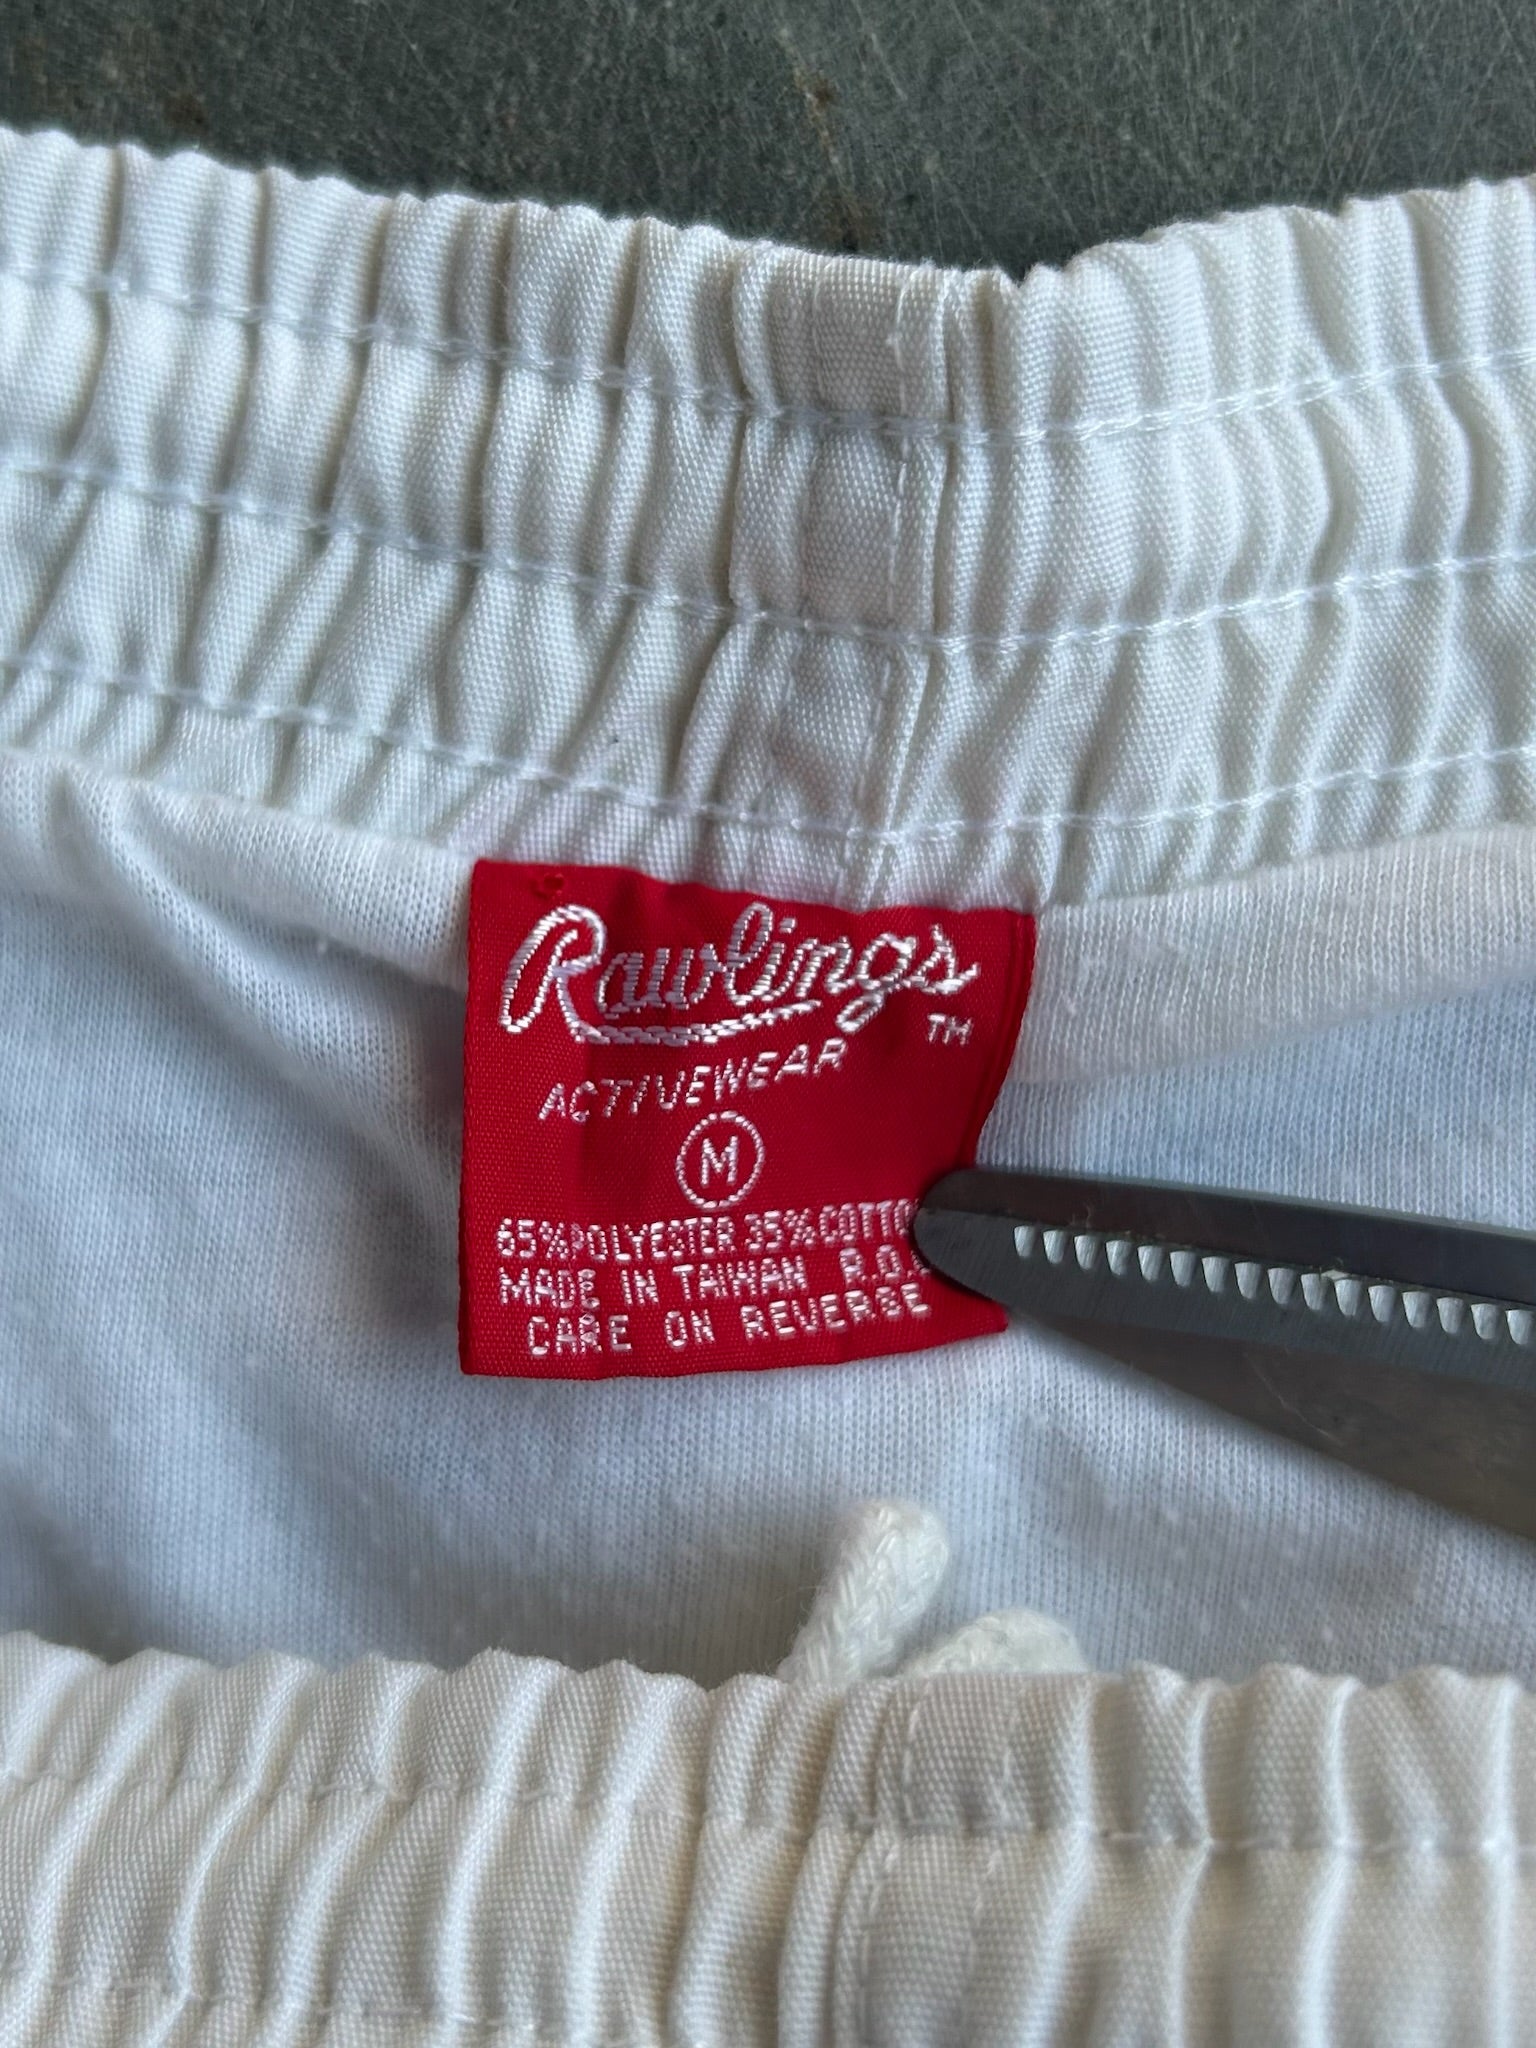 Rawlings
TM
ACTIVEWEAR
M
65% POLYESTER 35% COTTO
MADE IN TAIWAN R.O.
CARE ON REVERSE